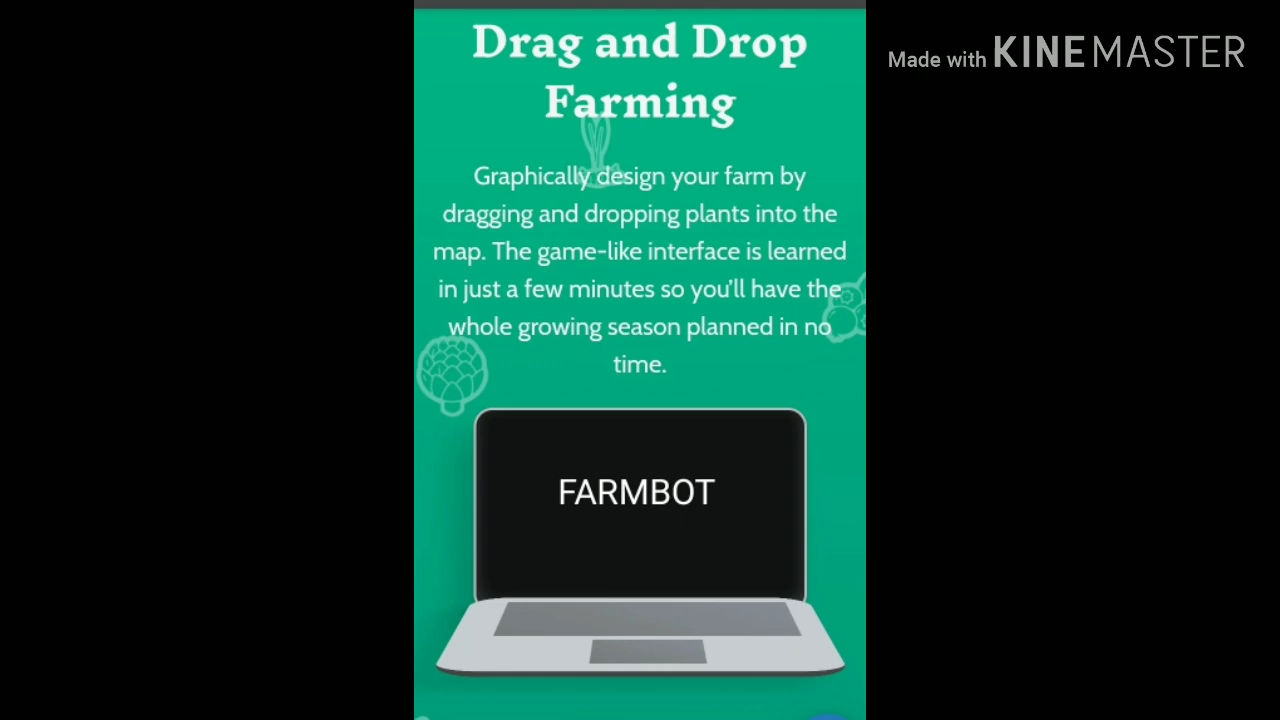 Drag and Drop
Farming
Made with KINEMASTER
Graphically design your farm by
dragging and dropping plants into the
map. The game-like interface is learned
in just a few minutes so you'll have the
whole growing season planned in no
time.
FARMBOT